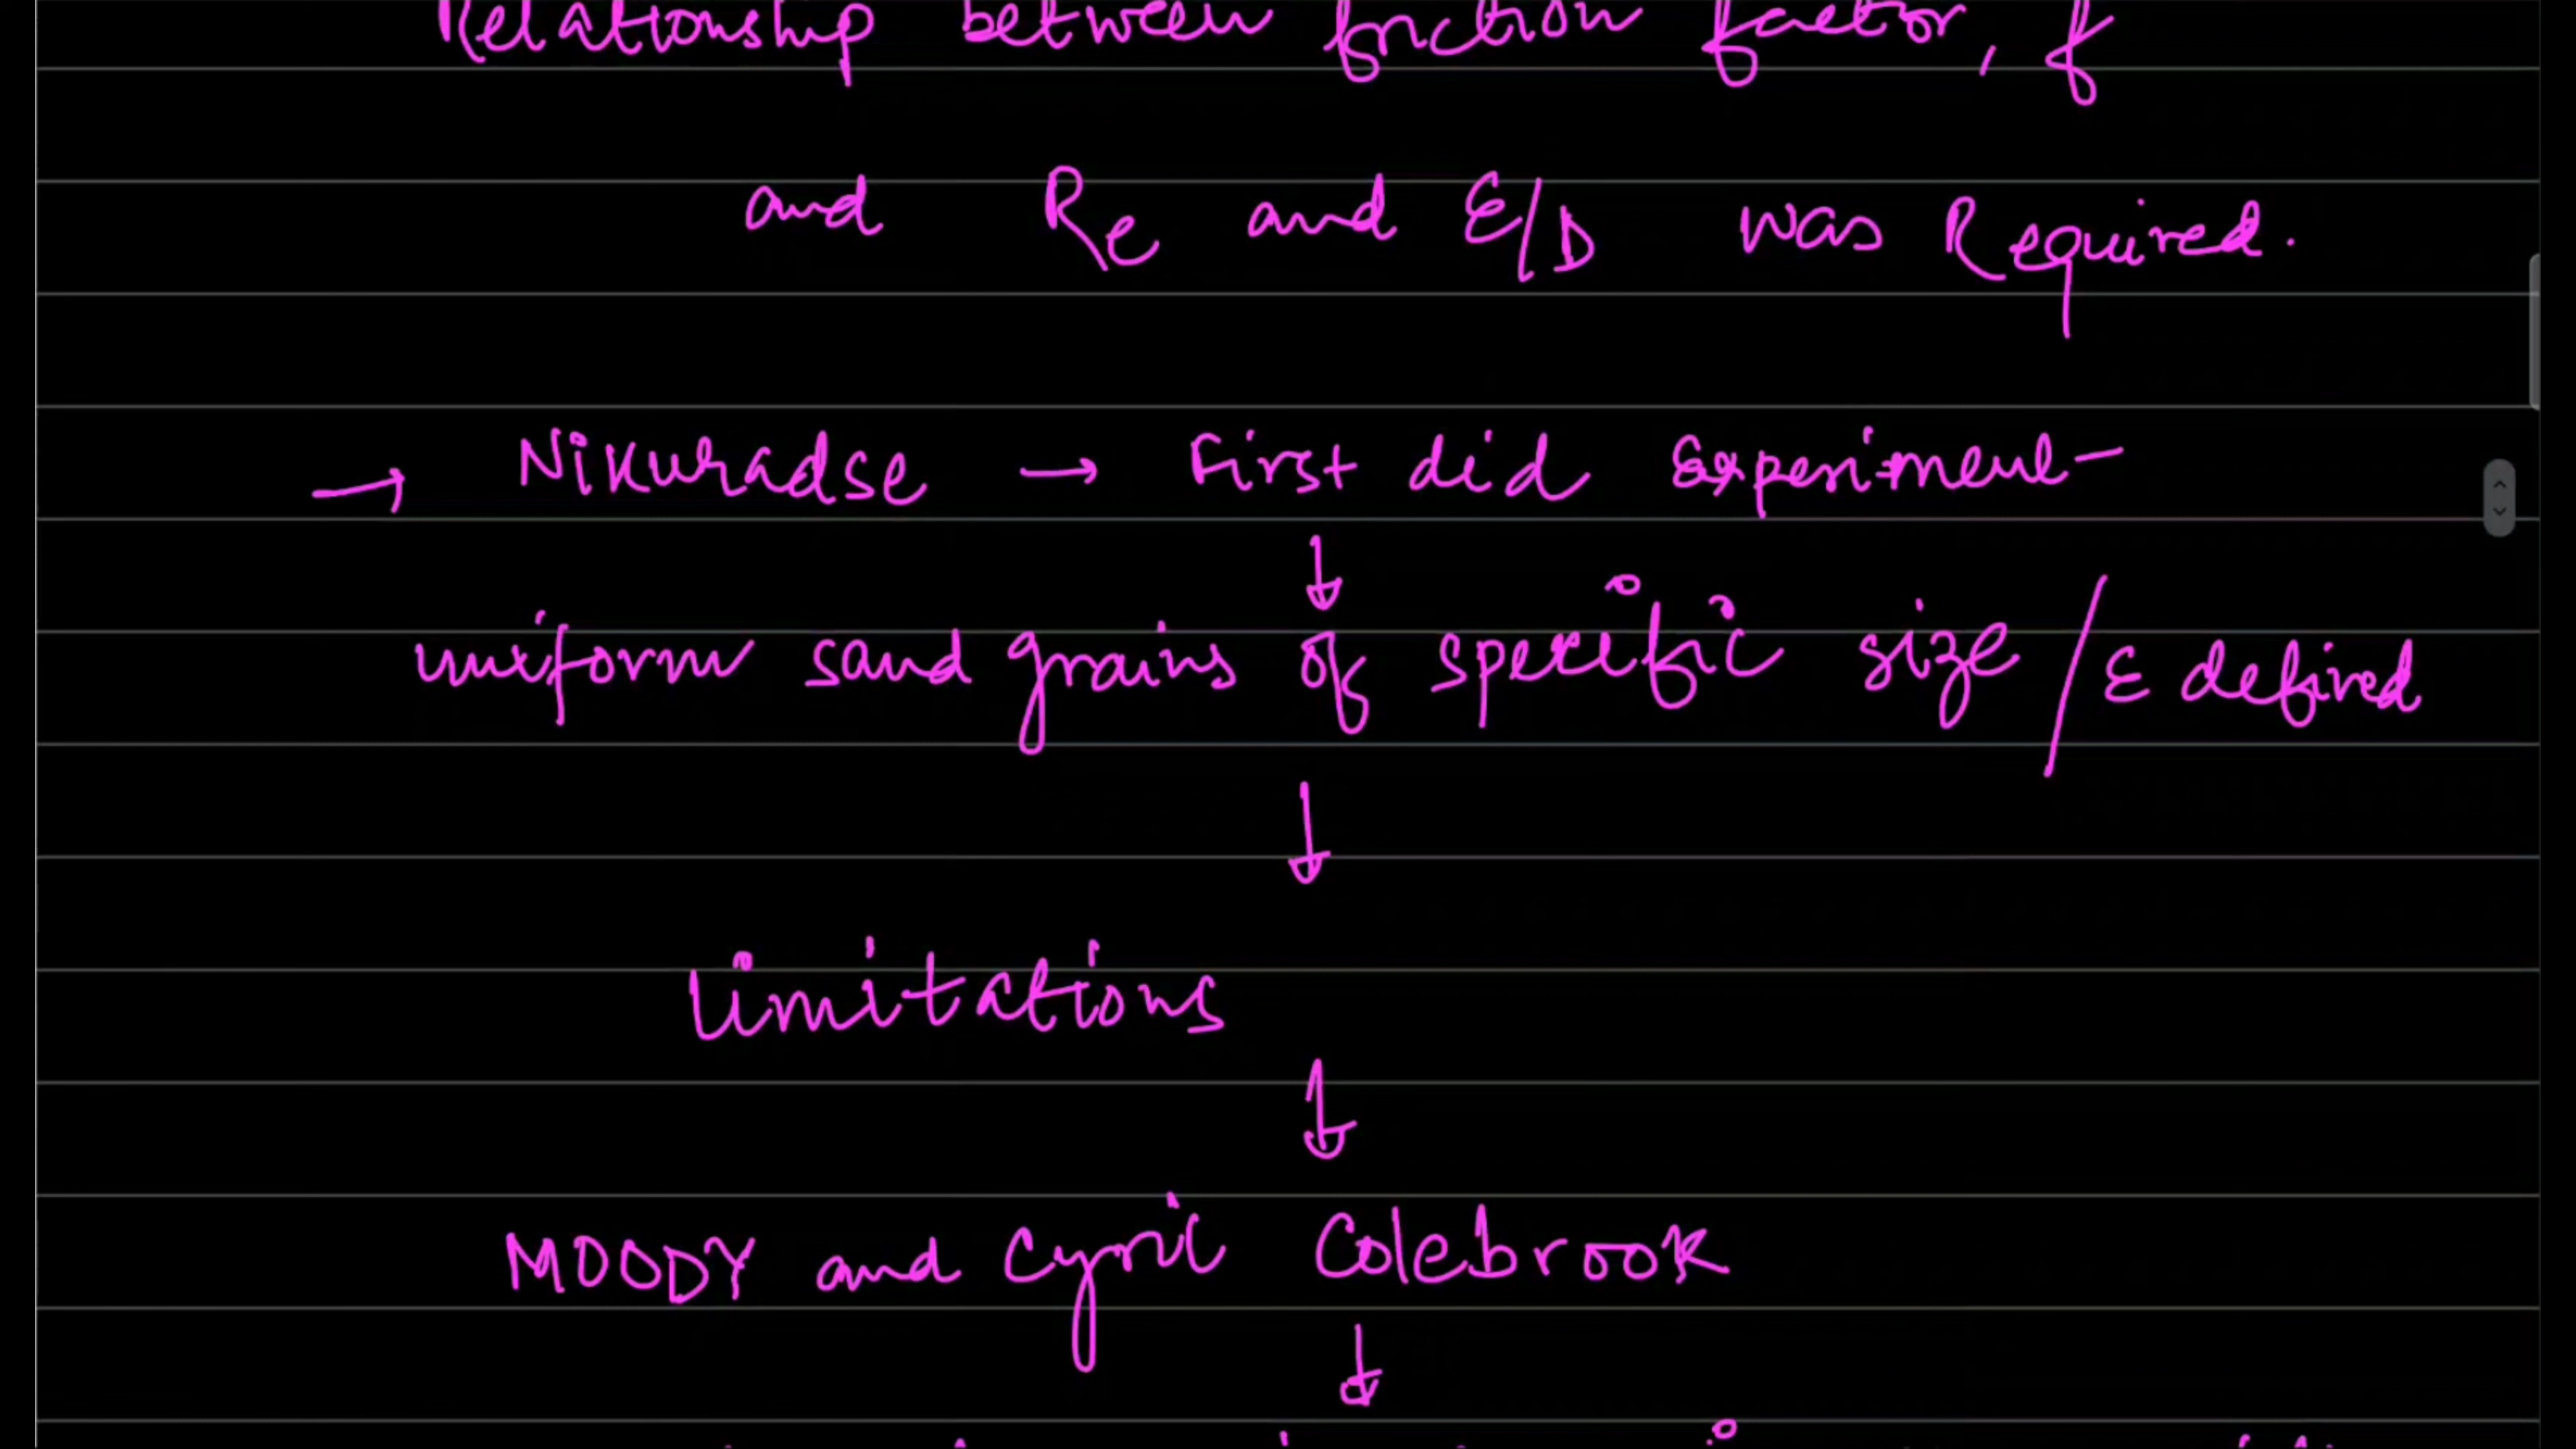 Relationship between friction factor, f
and Re and ε/D was Required.
→ Nikuradse → First did Experiment
↓
uniform sand grains of specific size / ε defined
↓
Limitations
↓
MOODY and Cyril Colebrook
↓